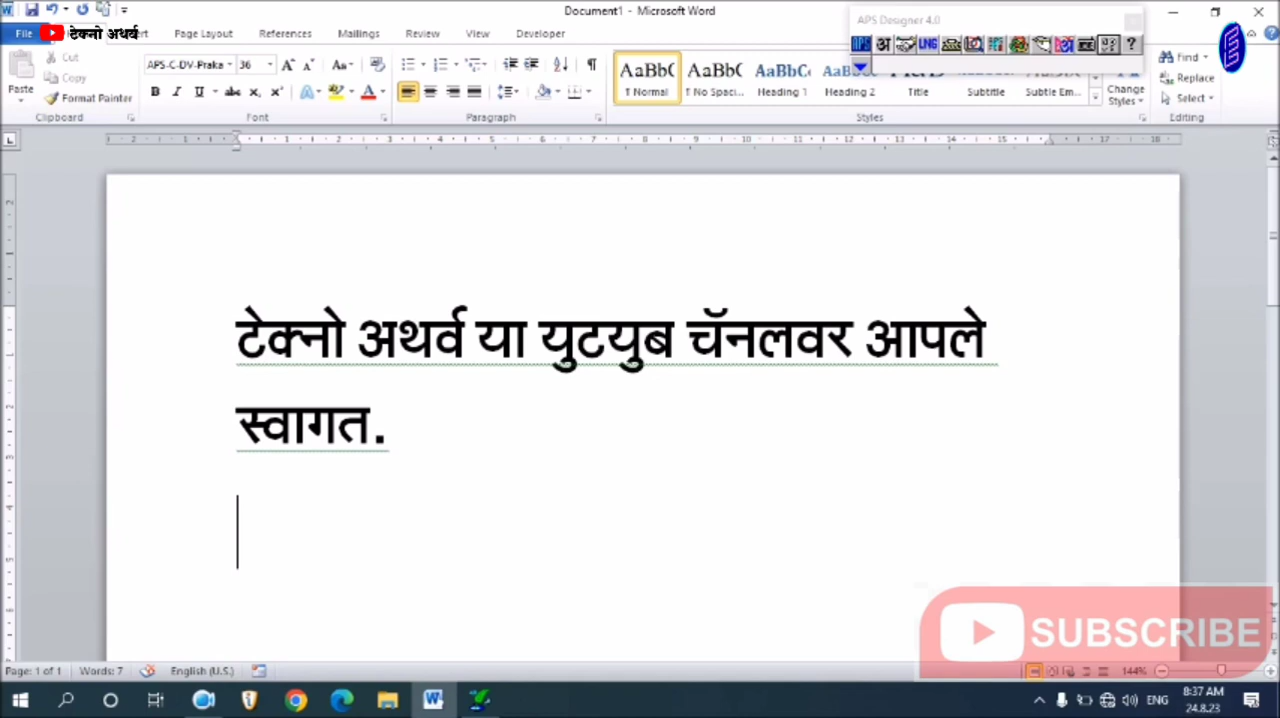 Document1 - Microsoft Word
APS Designer 4.0
File
टेक्नो अथर्व
Page Layout
References
Mailings
Review
View
Developer
Cut
Copy
Format Painter
Paste
Clipboard
APS-C-DV-Praka
36
Font
Paragraph
AaBbC
Normal
AaBbC
No Spaci...
AaBbC
Heading 1
AaBbC
Heading 2
Title
Subtitle
Subtle Em...
Change Styles
Styles
Find
Replace
Select
Editing
टेक्नो अथर्व या युटयुब चॅनलवर आपले
स्वागत.
SUBSCRIBE
Page: 1 of 1
Words: 7
English (U.S.)
144%
ENG
8:37 AM
24.8.23